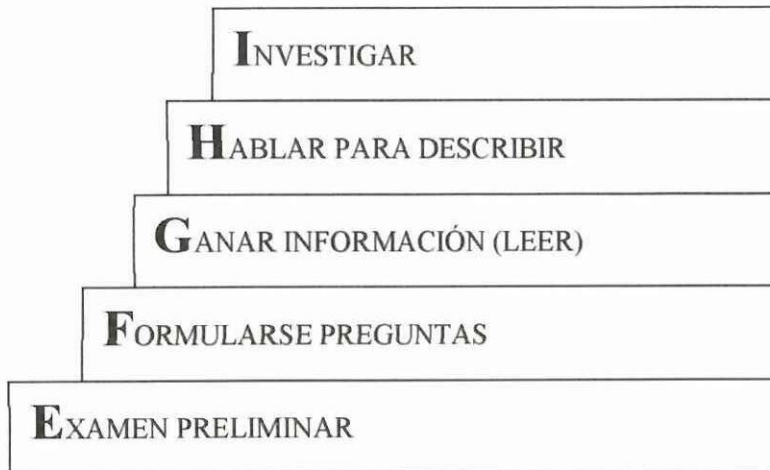 INVESTIGAR
HABLAR PARA DESCRIBIR
GANAR INFORMACIÓN (LEER)
FORMULARSE PREGUNTAS
EXAMEN PRELIMINAR